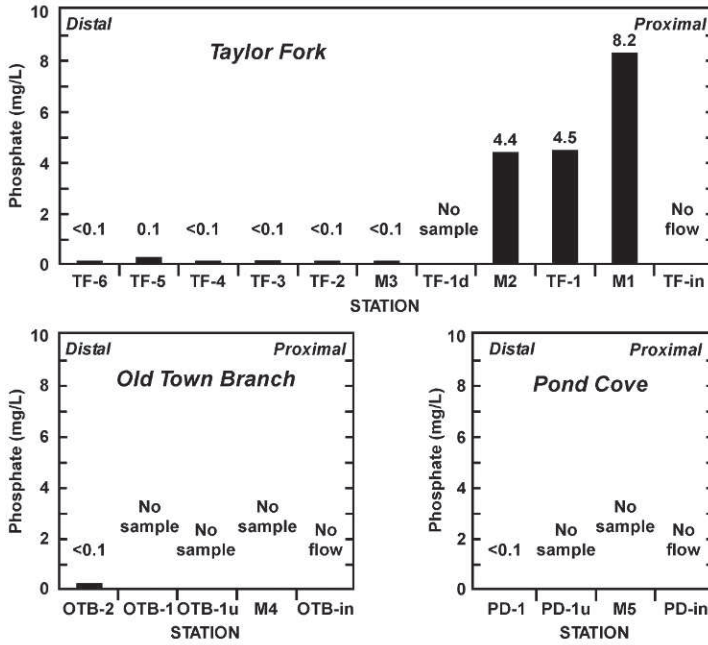 Distal Proximal
Taylor Fork
Phosphate (mg/L)
10
8
6
4
2
0
<0.1 0.1 <0.1 <0.1 <0.1 <0.1 No sample 4.4 4.5 8.2 No flow
TF-6 TF-5 TF-4 TF-3 TF-2 M3 TF-1d M2 TF-1 M1 TF-in
STATION
Distal Proximal
Old Town Branch
Phosphate (mg/L)
10
8
6
4
2
0
<0.1 No sample No sample No sample No flow
OTB-2 OTB-1 OTB-1u M4 OTB-in
STATION
Distal Proximal
Pond Cove
Phosphate (mg/L)
10
8
6
4
2
0
<0.1 No sample No sample No flow
PD-1 PD-1u M5 PD-in
STATION